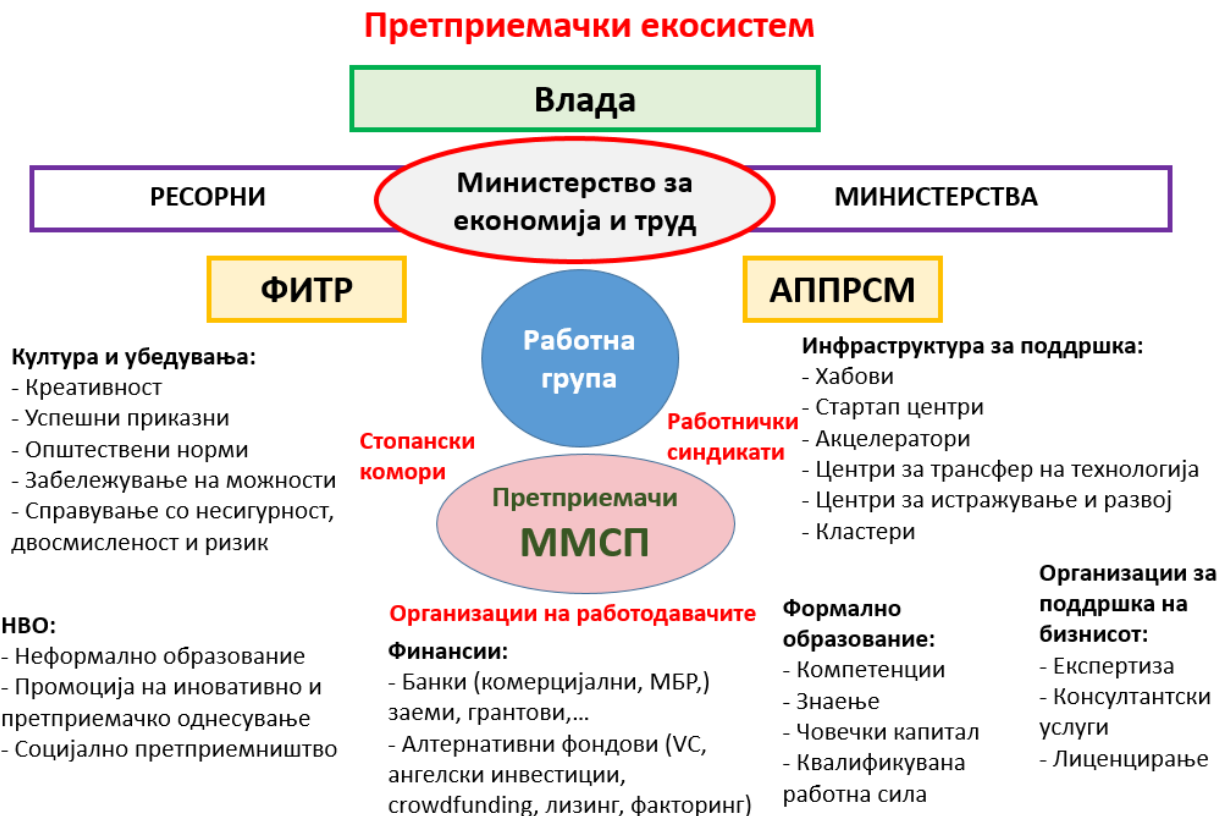 Претприемачки екосистем
Влада
РЕСОРНИ
Министерство за
економија и труд
МИНИСТЕРСТВА
ФИТР
АППРСМ
Работна
група
Култура и убедувања:
- Креативност
- Успешни приказни
- Општествени норми
- Забележување на можности
- Справување со несигурност,
двосмисленост и ризик
Стопански
комори
Работнички
синдикати
Инфраструктура за поддршка:
- Хабови
- Стартап центри
- Акцелератори
- Центри за трансфер на технологија
- Центри за истражување и развој
- Кластери
Претприемачи
ММСП
Организации на работодавачите
НВО:
- Неформално образование
- Промоција на иновативно и
претприемачко однесување
- Социјално претприемништво
Финансии:
- Банки (комерцијални, МБР,)
заеми, грантови,...
- Алтернативни фондови (VC,
ангелски инвестиции,
crowdfunding, лизинг, факторинг)
Формално
образование:
- Компетенции
- Знаење
- Човечки капитал
- Квалификувана
работна сила
Организации за
поддршка на
бизнисот:
- Експертиза
- Консултантски
услуги
- Лиценцирање